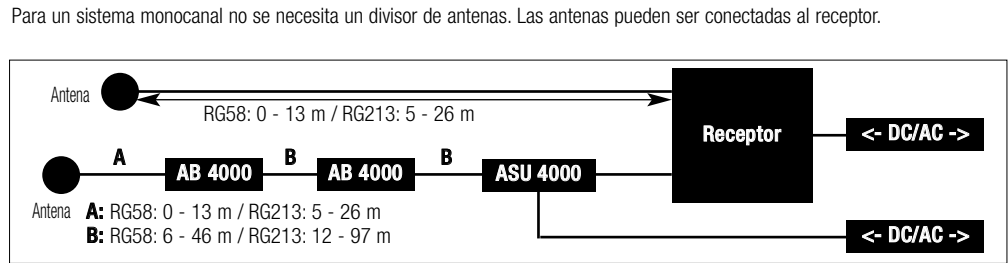 Para un sistema monocanal no se necesita un divisor de antenas. Las antenas pueden ser conectadas al receptor.
Antena
RG58: 0 - 13 m / RG213: 5 - 26 m
Receptor
<- DC/AC ->
A
AB 4000
B
AB 4000
B
ASU 4000
Antena
A: RG58: 0 - 13 m / RG213: 5 - 26 m
B: RG58: 6 - 46 m / RG213: 12 - 97 m
<- DC/AC ->